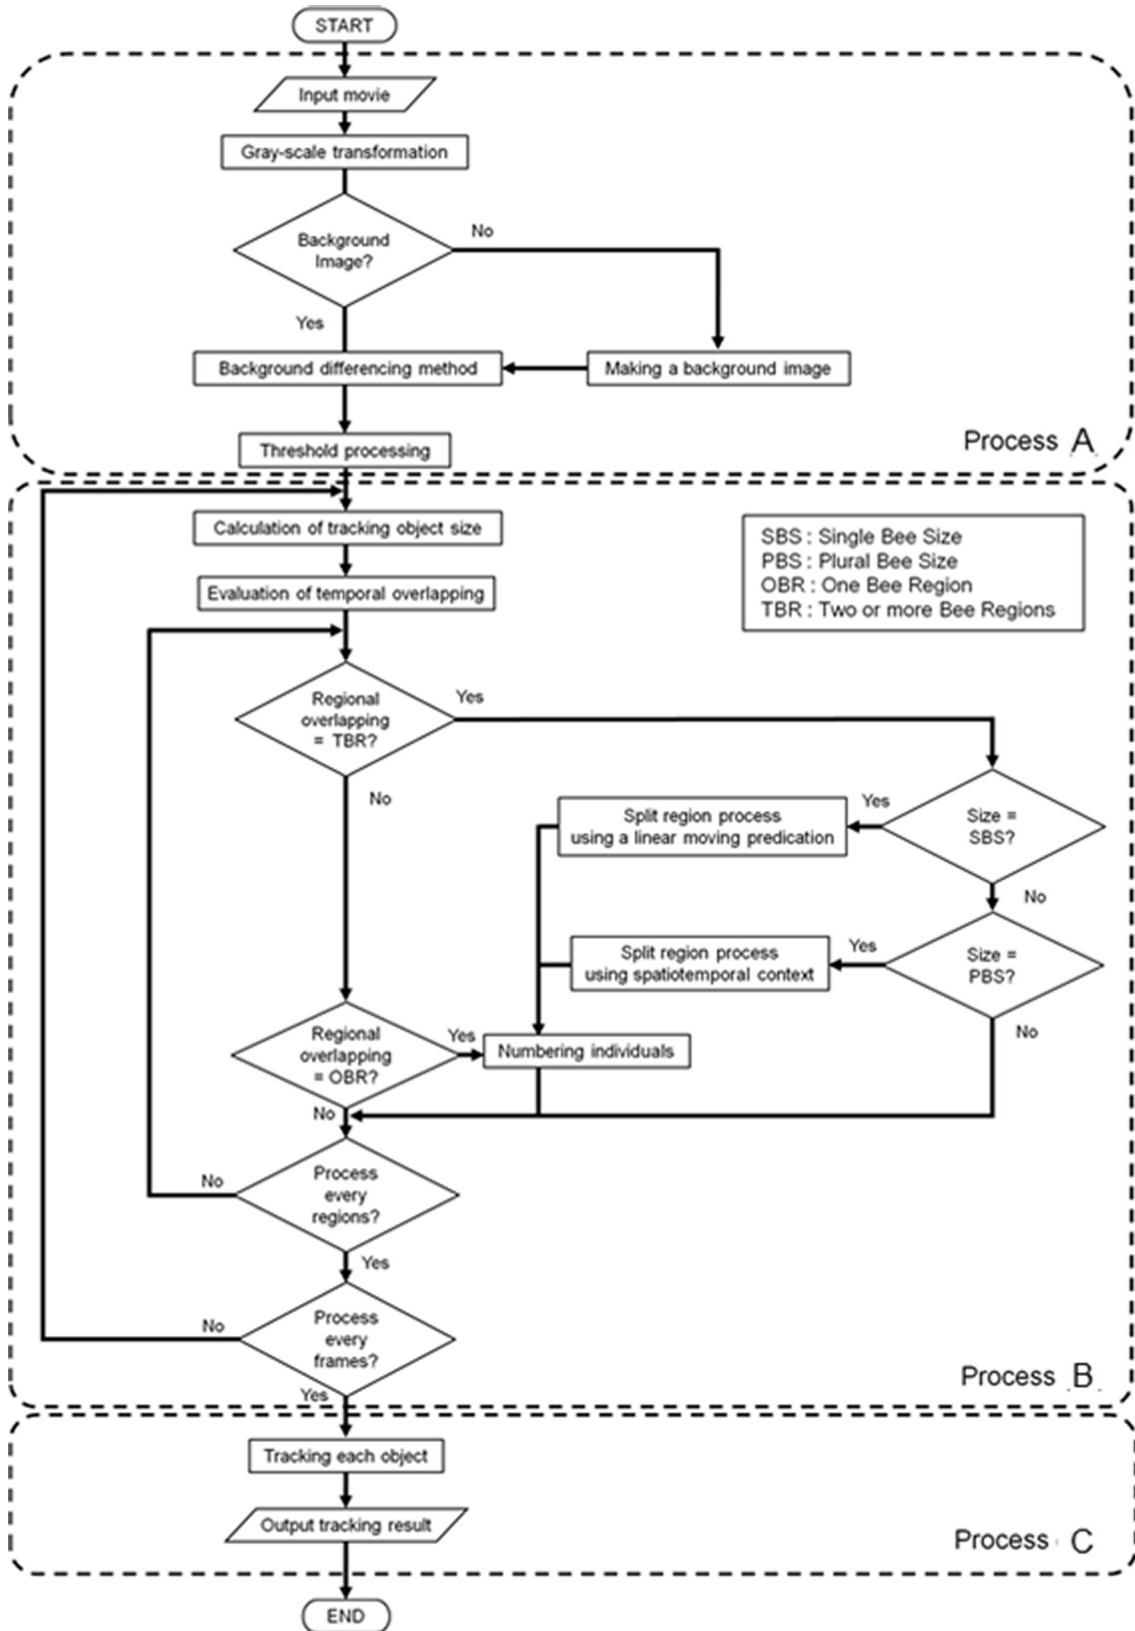 START
Input movie
Gray-scale transformation
Background
Image?
No
Yes
Background differencing method
Making a background image
Threshold processing
Process A
Calculation of tracking object size
SBS : Single Bee Size
PBS : Plural Bee Size
OBR : One Bee Region
TBR : Two or more Bee Regions
Evaluation of temporal overlapping
Regional
overlapping
= TBR?
Yes
No
Size =
SBS?
Yes
Split region process
using a linear moving predication
No
Size =
PBS?
Yes
Split region process
using spatiotemporal context
No
Regional
overlapping
= OBR?
Yes
Numbering individuals
No
Process
every
regions?
No
Yes
Process
every
frames?
No
Yes
Process B
Tracking each object
Output tracking result
Process C
END